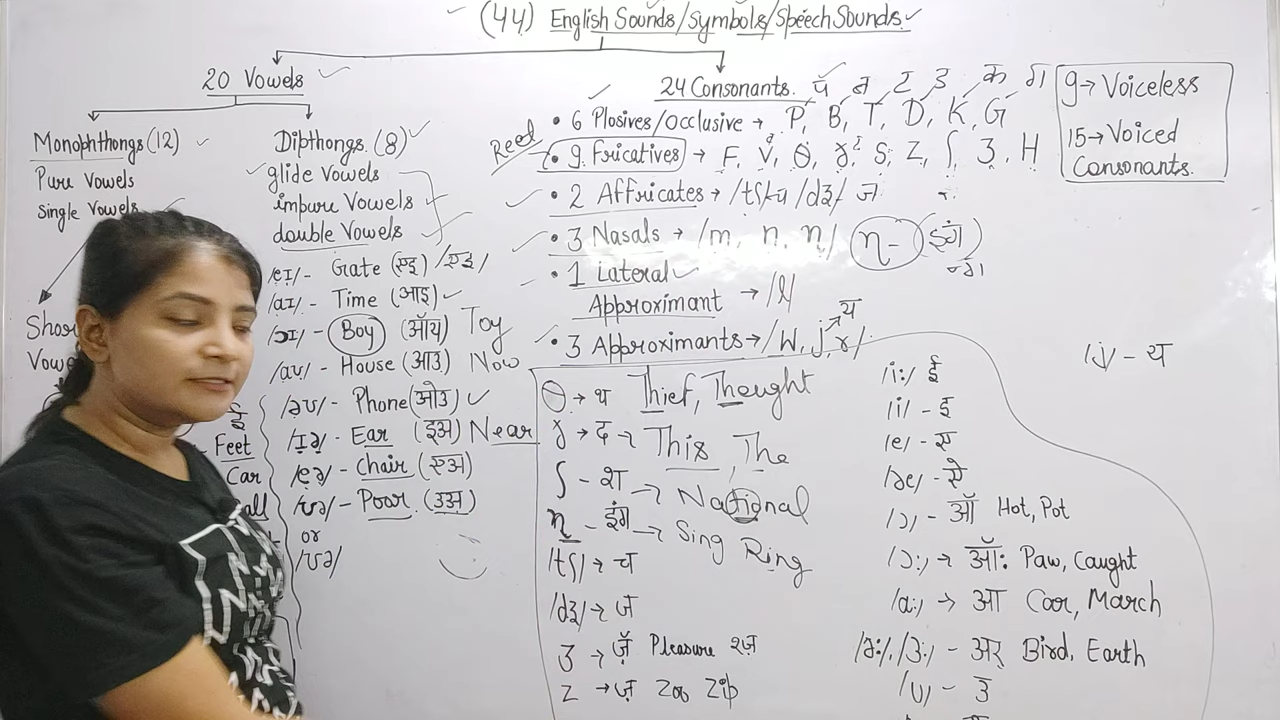 (44) English Sounds/Symbols/Speech Sounds
20 Vowels
24 Consonants
9→ Voiceless
15→ Voiced
Consonants.
Monophthongs (12)
Pure Vowels
Single Vowels
Short
Vowe
Feet
Car
all
Dipthongs (8)
glide Vowels
impure Vowels
double Vowels
/eɪ/ - Gate (एइ) /एइ/
/aɪ/ - Time (आइ)
/ɔɪ/ - Boy (ऑय) Toy
/aʊ/ - House (आउ) Now
/əʊ/ - Phone (ओउ)
/ɪə/ - Ear (इअ) Near
/eə/ - Chair (एअ)
/ʊə/ - Poor (उअ)
or
/ʊə/
प ब ट ड क ग
• 6 Plosives/Occlusive → P, B, T, D, K, G
Reed
• 9 Fricatives → F, V, θ, ɣ, S, Z, ʃ, ʒ, H
• 2 Affricates → /tʃ /dʒ/ ज
• 3 Nasals → /m, n, η/ η- (इंग)
• 1 Lateral
Approximant → /l/
• 3 Approximants → /W, j, r/ य
/j/ - य
θ → थ Thief, Thought
ɣ → द → This, The
ʃ - श → National
η - इंग → Sing Ring
/tʃ/ → च
/dʒ/ → ज
ʒ → Pleasure
z → ज़ Zoo Zip
/i:/ ई
/i/ - इ
/e/ - ए
/æ/ - ऐ
/ɔ/ - ऑ Hot, Pot
/ɔ:/ → ऑ: Paw, Caught
/a:/ → आ Car, March
/ə:/, /ɜ:/ - अर् Bird, Earth
/ʊ/ - उ